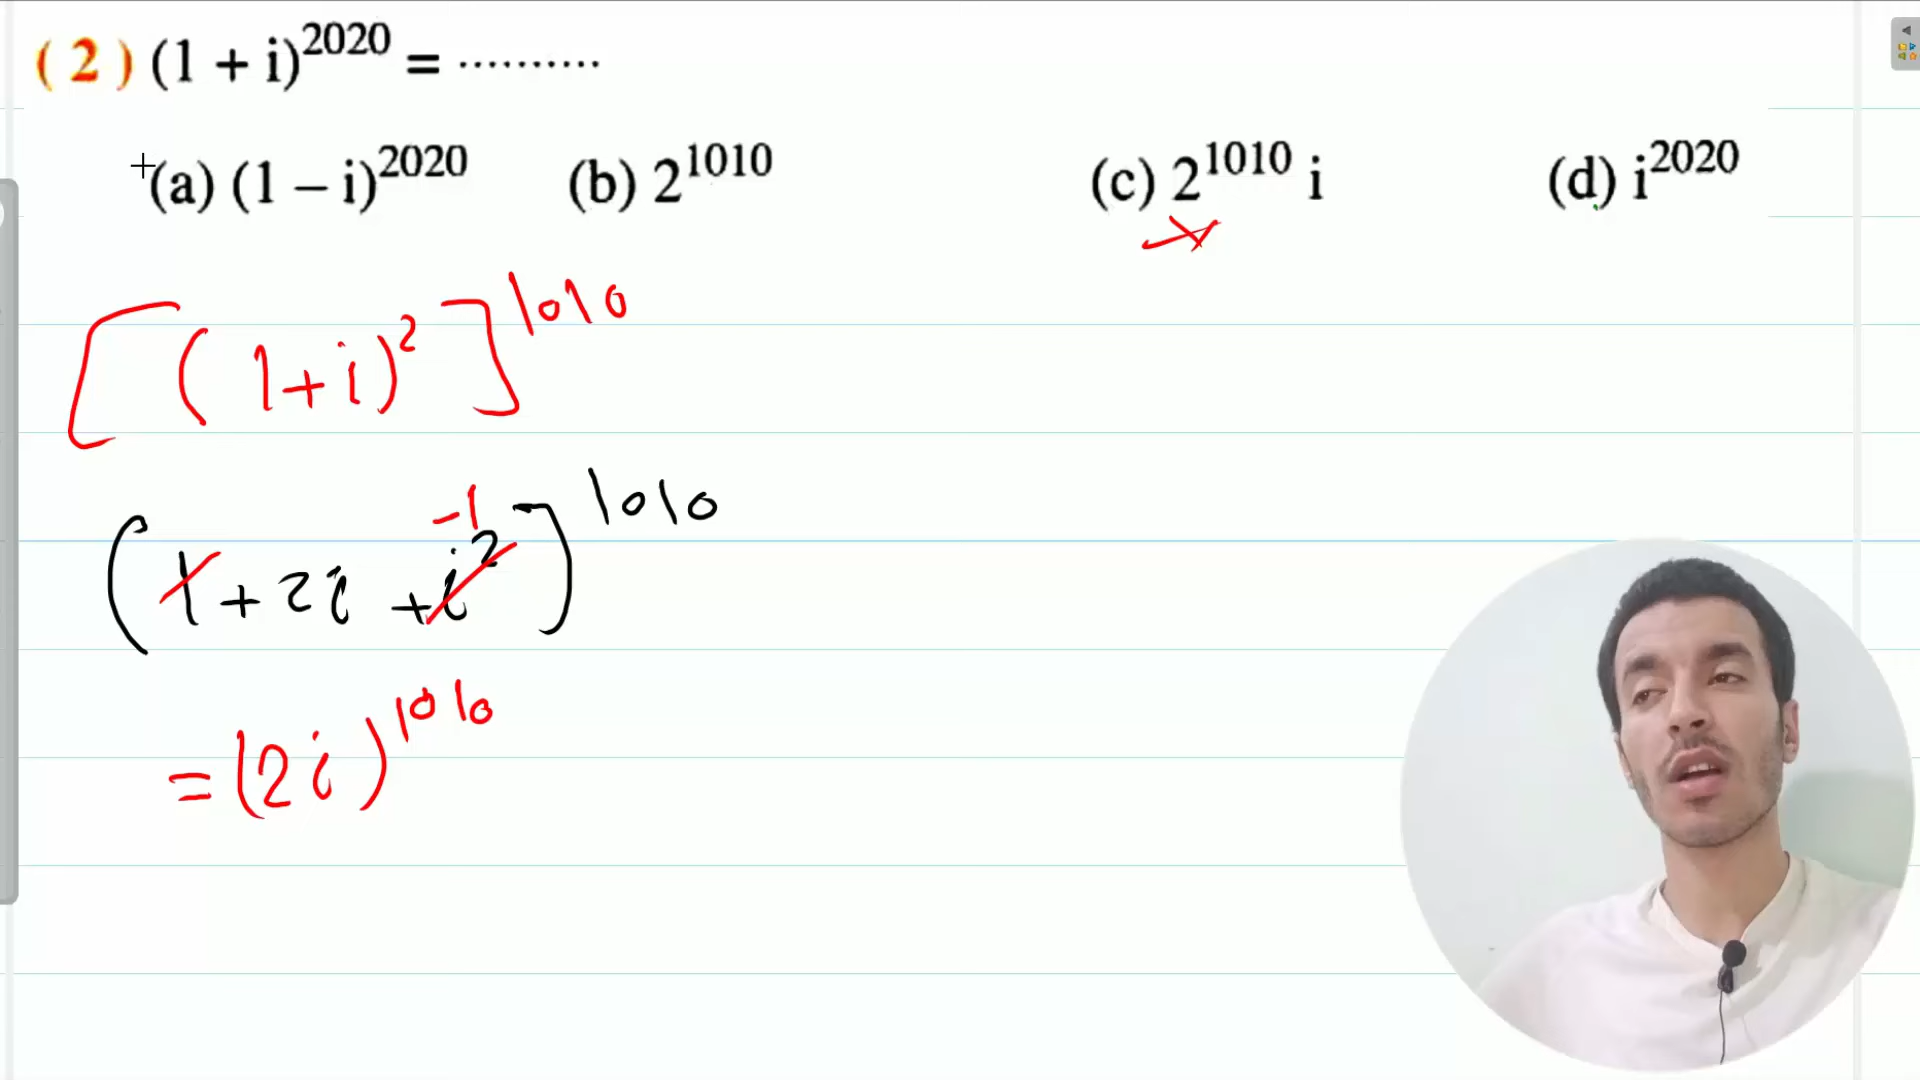 ( 2 ) (1 + i)^2020 = ..........
(a) (1 – i)^2020 (b) 2^1010 (c) 2^1010 i (d) i^2020
[(1+i)^2]^1010
(1+2i+i^2]^1010
-1
=(2i)^1010